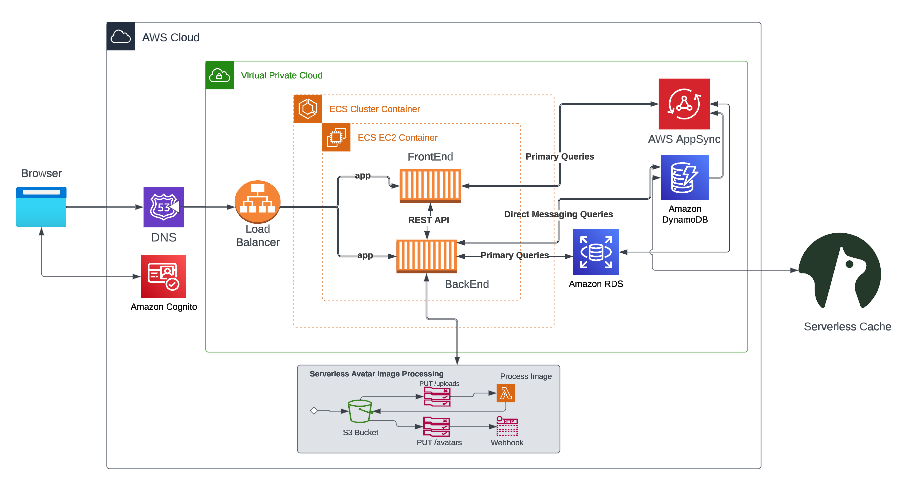 AWS Cloud
Virtual Private Cloud
ECS Cluster Container
ECS EC2 Container
FrontEnd
AWS AppSync
Primary Queries
Browser
app
53
REST API
Direct Messaging Queries
Amazon
DynamoDB
DNS
Load
Balancer
app
Primary Queries
BackEnd
Amazon RDS
Amazon Cognito
Serverless Cache
Serverless Avatar Image Processing
PUT /uploads
Process Image
S3 Bucket
PUT /avatars
Webhook